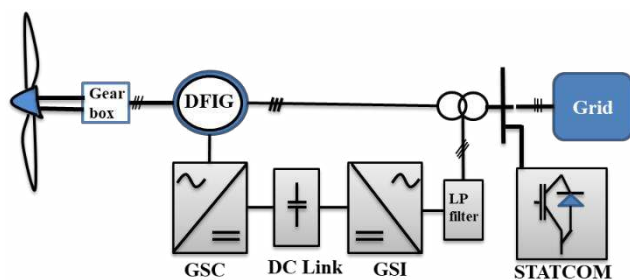 Gear
box
DFIG
Grid
LP
filter
GSC
DC Link
GSI
STATCOM